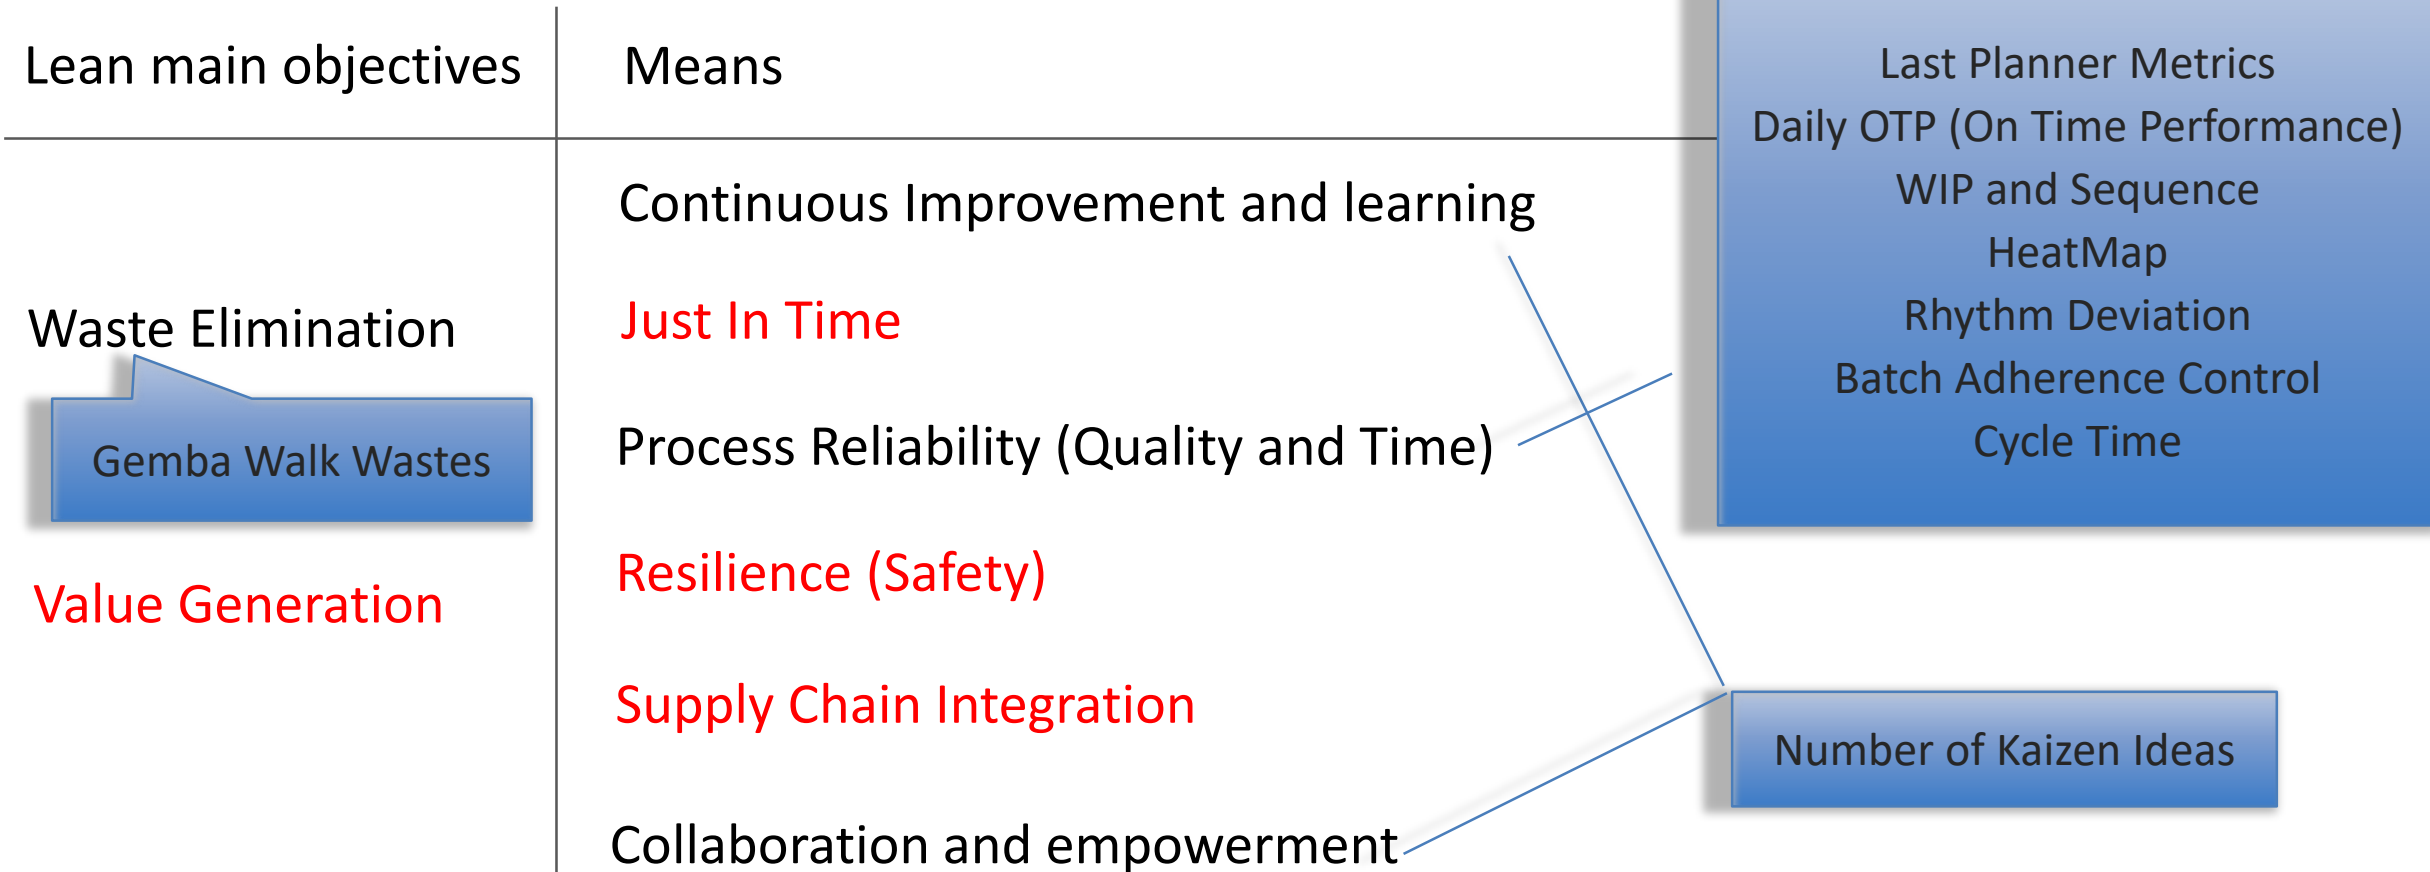 Lean main objectives
Means
Continuous Improvement and learning
Waste Elimination
Just In Time
Gemba Walk Wastes
Process Reliability (Quality and Time)
Value Generation
Resilience (Safety)
Supply Chain Integration
Collaboration and empowerment
Last Planner Metrics
Daily OTP (On Time Performance)
WIP and Sequence
HeatMap
Rhythm Deviation
Batch Adherence Control
Cycle Time
Number of Kaizen Ideas